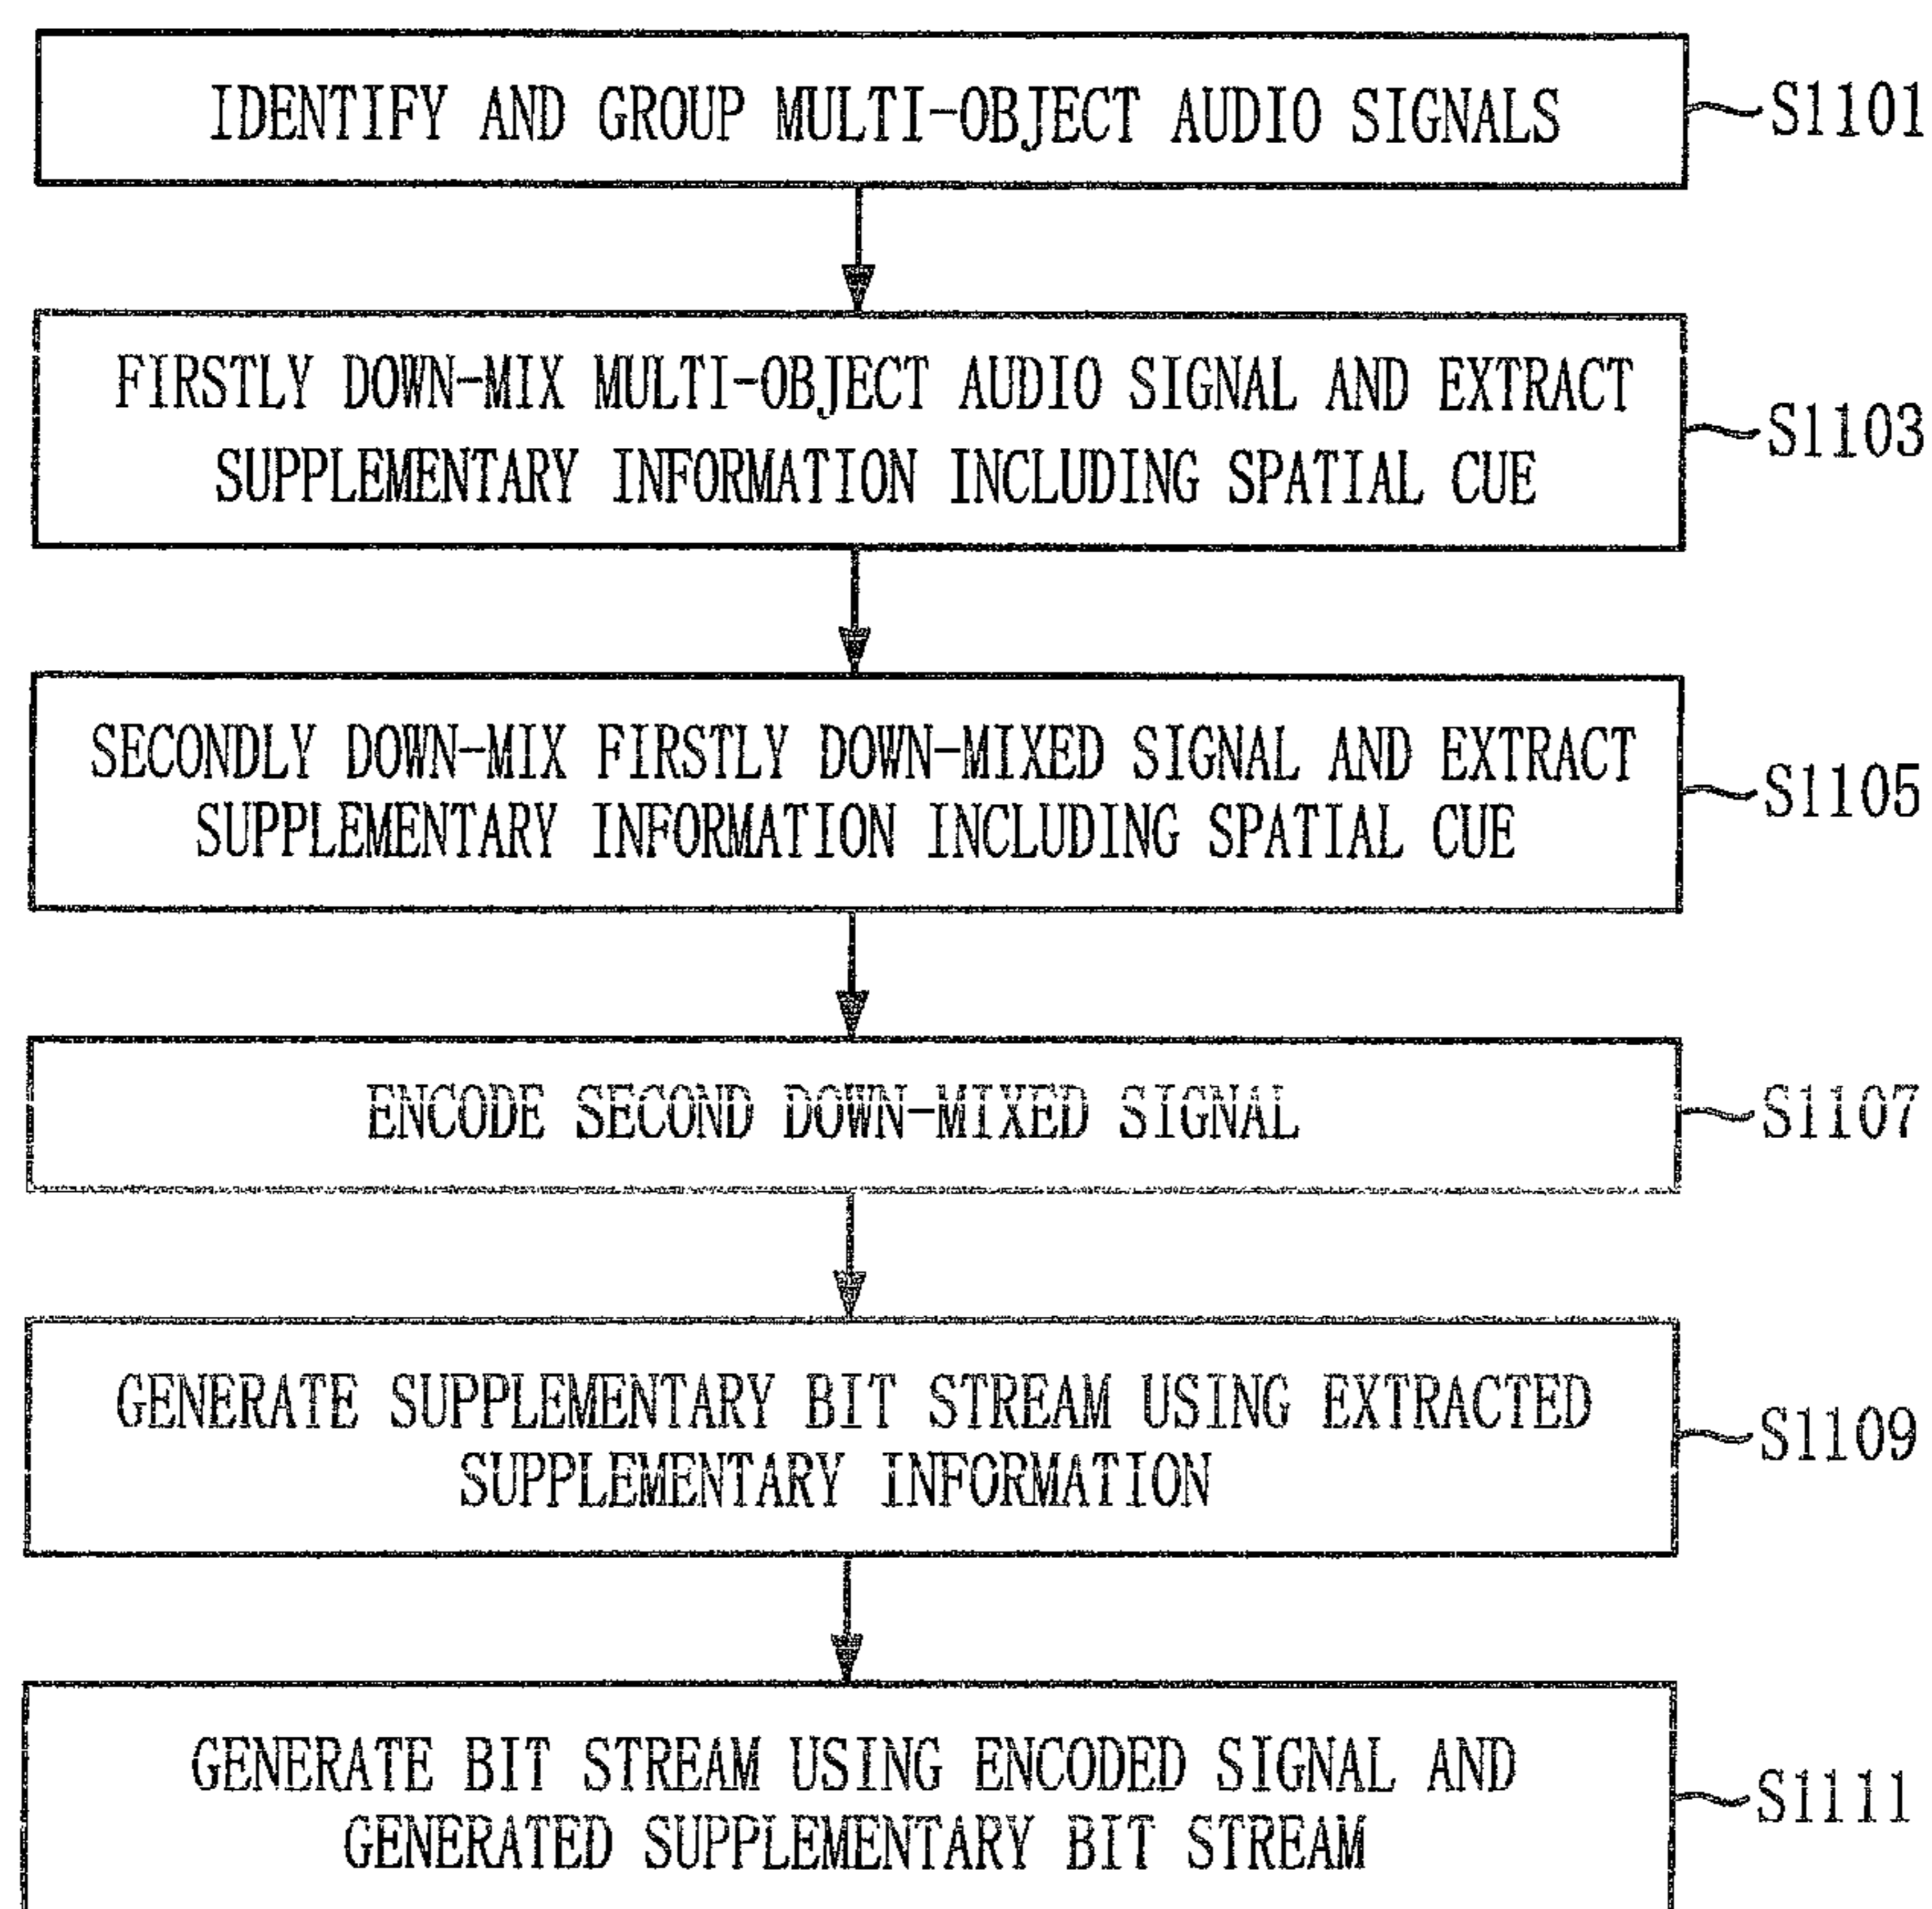 IDENTIFY AND GROUP MULTI-OBJECT AUDIO SIGNALS
S1101
FIRSTLY DOWN-MIX MULTI-OBJECT AUDIO SIGNAL AND EXTRACT
SUPPLEMENTARY INFORMATION INCLUDING SPATIAL CUE
S1103
SECONDLY DOWN-MIX FIRSTLY DOWN-MIXED SIGNAL AND EXTRACT
SUPPLEMENTARY INFORMATION INCLUDING SPATIAL CUE
S1105
ENCODE SECOND DOWN-MIXED SIGNAL
S1107
GENERATE SUPPLEMENTARY BIT STREAM USING EXTRACTED
SUPPLEMENTARY INFORMATION
S1109
GENERATE BIT STREAM USING ENCODED SIGNAL AND
GENERATED SUPPLEMENTARY BIT STREAM
S1111